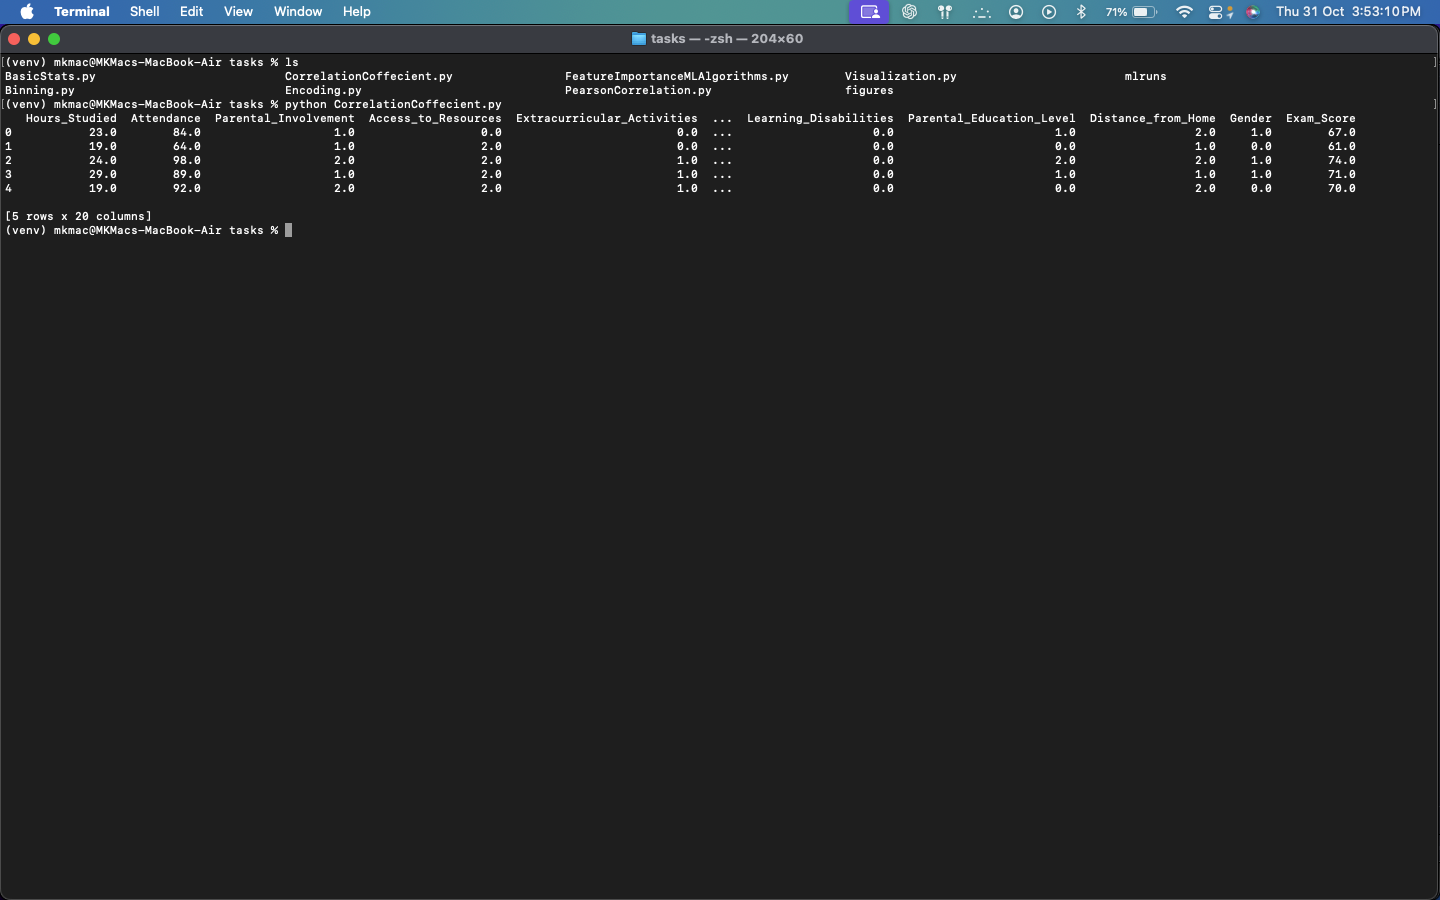 Terminal Shell Edit View Window Help 71% Thu 31 Oct 3:53:10 PM
tasks — -zsh — 204×60
[(venv) mkmac@MKMacs-MacBook-Air tasks % ls ]
BasicStats.py CorrelationCoffecient.py FeatureImportanceMLAlgorithms.py Visualization.py mlruns
Binning.py Encoding.py PearsonCorrelation.py figures
[(venv) mkmac@MKMacs-MacBook-Air tasks % python CorrelationCoffecient.py ]
Hours_Studied Attendance Parental_Involvement Access_to_Resources Extracurricular_Activities ... Learning_Disabilities Parental_Education_Level Distance_from_Home Gender Exam_Score
0 23.0 84.0 1.0 0.0 0.0 ... 0.0 1.0 2.0 1.0 67.0
1 19.0 64.0 1.0 2.0 0.0 ... 0.0 0.0 1.0 0.0 61.0
2 24.0 98.0 2.0 2.0 1.0 ... 0.0 2.0 2.0 1.0 74.0
3 29.0 89.0 1.0 2.0 1.0 ... 0.0 1.0 1.0 1.0 71.0
4 19.0 92.0 2.0 2.0 1.0 ... 0.0 0.0 2.0 0.0 70.0
[5 rows x 20 columns]
(venv) mkmac@MKMacs-MacBook-Air tasks %